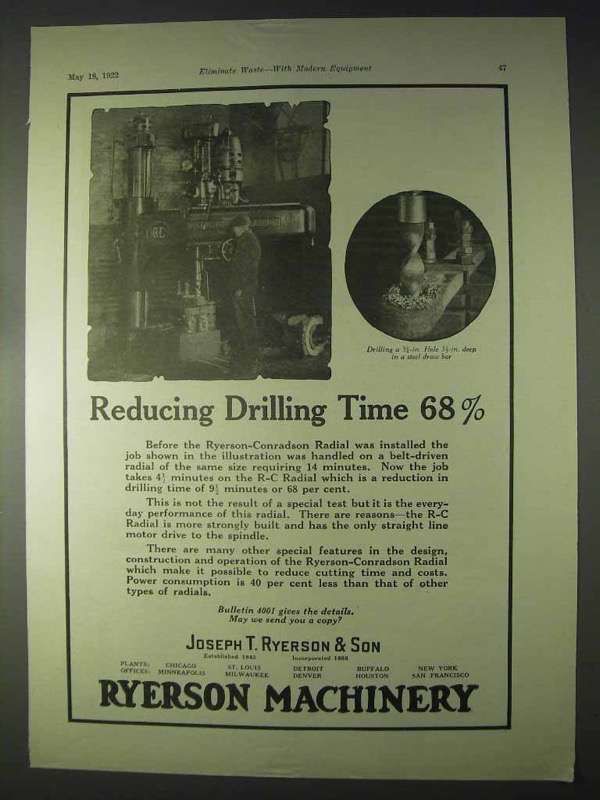 May 18, 1922
Eliminate Waste—With Modern Equipment
47
in a steel draw bar
Reducing Drilling Time 68%
Before the Ryerson-Conradson Radial was installed the
job shown in the illustration was handled on a belt-driven
radial of the same size requiring 14 minutes. Now the job
takes 4½ minutes on the R-C Radial which is a reduction in
drilling time of 9½ minutes or 68 per cent.
This is not the result of a special test but it is the every-
day performance of this radial. There are reasons—the R-C
Radial is more strongly built and has the only straight line
motor drive to the spindle.
There are many other special features in the design,
construction and operation of the Ryerson-Conradson Radial
which make it possible to reduce cutting time and costs.
Power consumption is 40 per cent less than that of other
types of radials.
Bulletin 4001 gives the details.
May we send you a copy?
JOSEPH T. RYERSON & SON
Established 1842 Incorporated 1888
PLANTS: CHICAGO ST. LOUIS DETROIT BUFFALO NEW YORK
OFFICES: MINNEAPOLIS MILWAUKEE DENVER HOUSTON SAN FRANCISCO
RYERSON MACHINERY